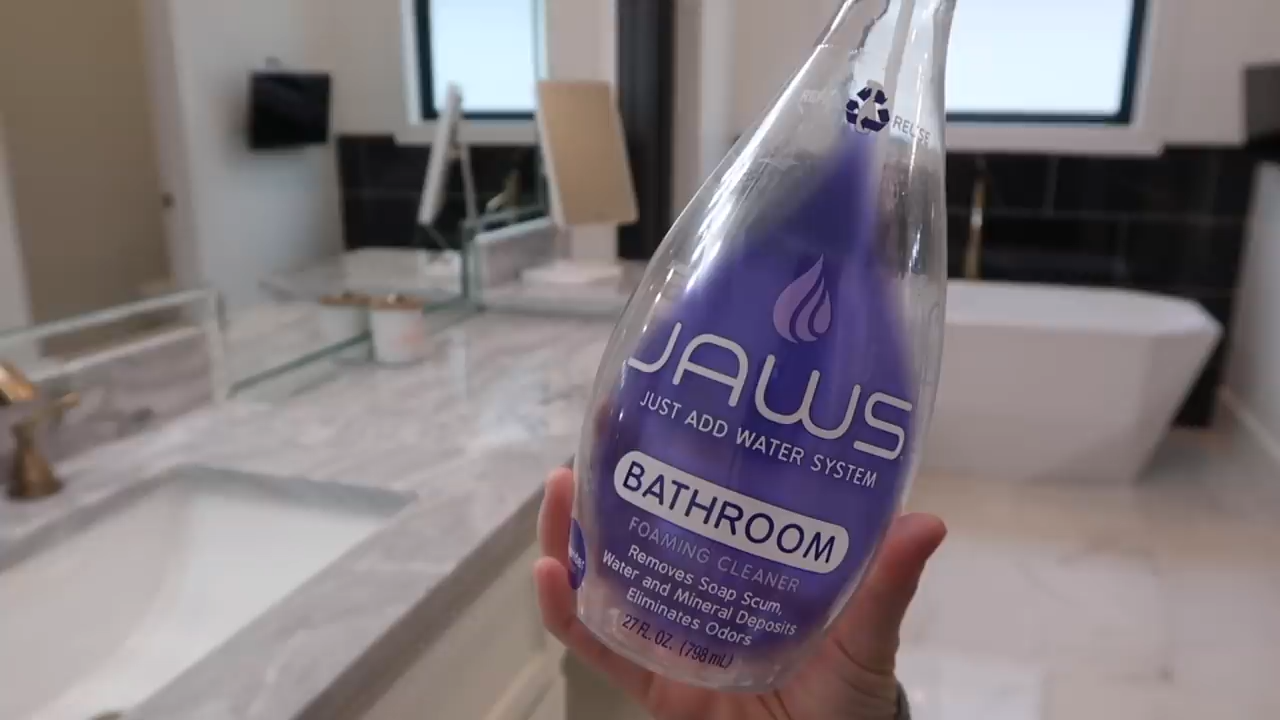 REUSE
JAWS
JUST ADD WATER SYSTEM
BATHROOM
FOAMING CLEANER
Removes Soap Scum,
Water and Mineral Deposits
Eliminates Odors
27 FL. OZ. (798 mL)